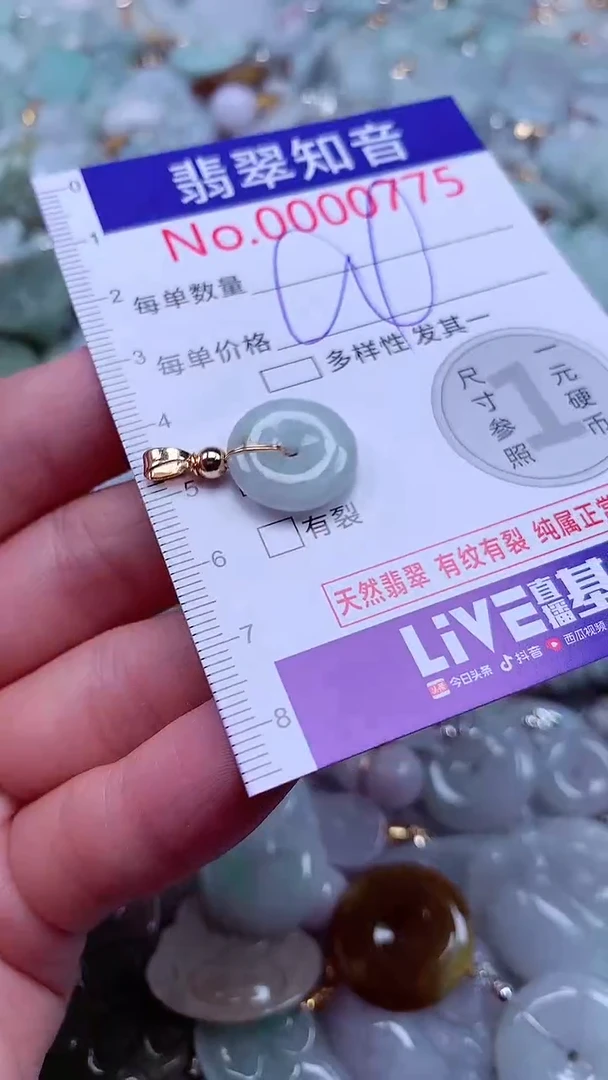 翡翠知音
No.0000775
每单数量
每单价格
多样性 发其一
尺寸参照
1
一元硬币
有裂
天然翡翠 有纹有裂 纯属正常
LiVE直播基
今日头条 抖音 西瓜视频
0
1
2
3
4
5
6
7
8